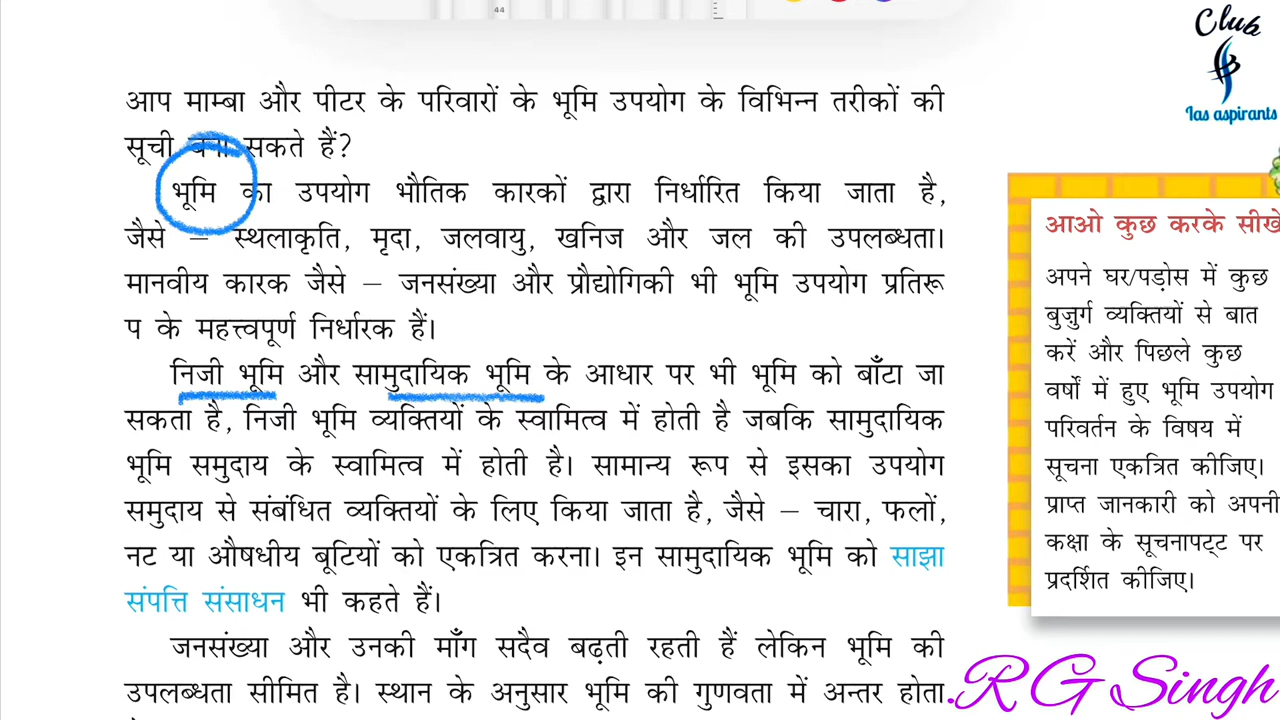 44
Club
Ias aspirants
आप माम्बा और पीटर के परिवारों के भूमि उपयोग के विभिन्न तरीकों की
सूची बना सकते हैं?
भूमि का उपयोग भौतिक कारकों द्वारा निर्धारित किया जाता है,
जैसे – स्थलाकृति, मृदा, जलवायु, खनिज और जल की उपलब्धता।
मानवीय कारक जैसे – जनसंख्या और प्रौद्योगिकी भी भूमि उपयोग प्रतिरू
प के महत्त्वपूर्ण निर्धारक हैं।
निजी भूमि और सामुदायिक भूमि के आधार पर भी भूमि को बाँटा जा
सकता है, निजी भूमि व्यक्तियों के स्वामित्व में होती है जबकि सामुदायिक
भूमि समुदाय के स्वामित्व में होती है। सामान्य रूप से इसका उपयोग
समुदाय से संबंधित व्यक्तियों के लिए किया जाता है, जैसे – चारा, फलों,
नट या औषधीय बूटियों को एकत्रित करना। इन सामुदायिक भूमि को साझा
संपत्ति संसाधन भी कहते हैं।
जनसंख्या और उनकी माँग सदैव बढ़ती रहती हैं लेकिन भूमि की
उपलब्धता सीमित है। स्थान के अनुसार भूमि की गुणवता में अन्तर होता
आओ कुछ करके सीखें
अपने घर/पड़ोस में कुछ
बुज़ुर्ग व्यक्तियों से बात
करें और पिछले कुछ
वर्षों में हुए भूमि उपयोग
परिवर्तन के विषय में
सूचना एकत्रित कीजिए।
प्राप्त जानकारी को अपनी
कक्षा के सूचनापट्ट पर
प्रदर्शित कीजिए।
.R G Singh